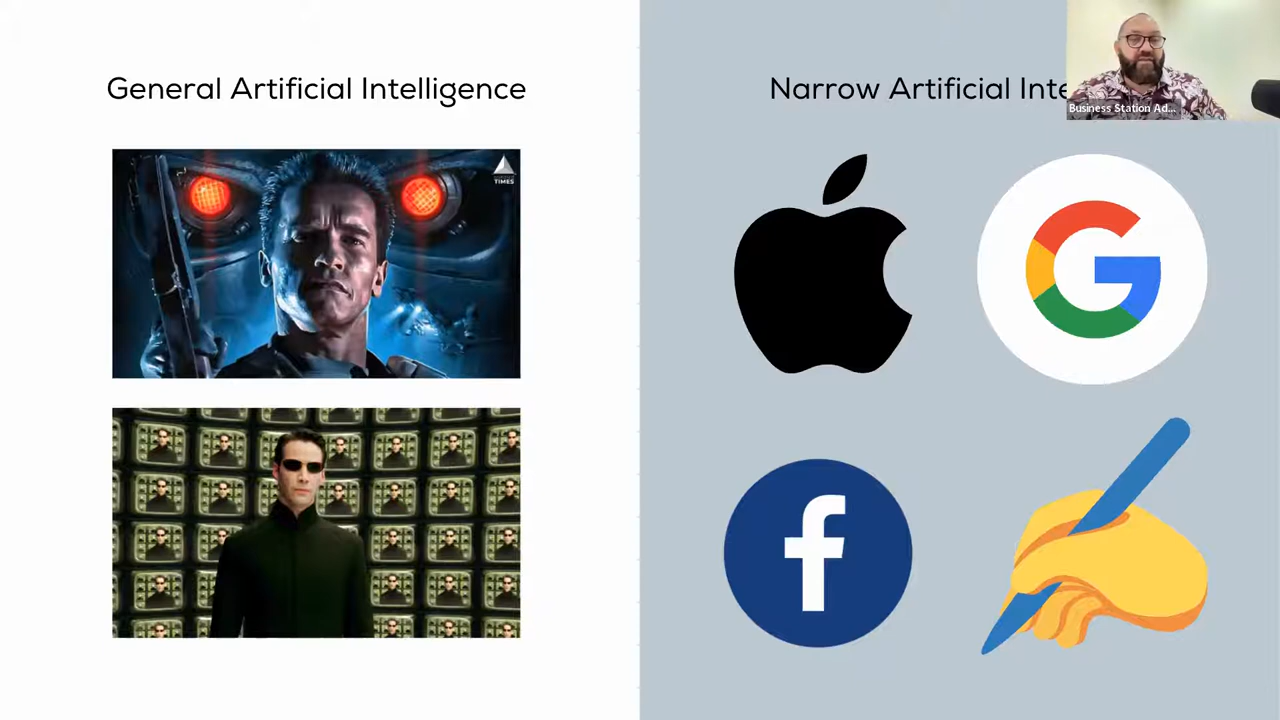 General Artificial Intelligence
Narrow Artificial Inte
Business Station Ad...
TIMES
G
f